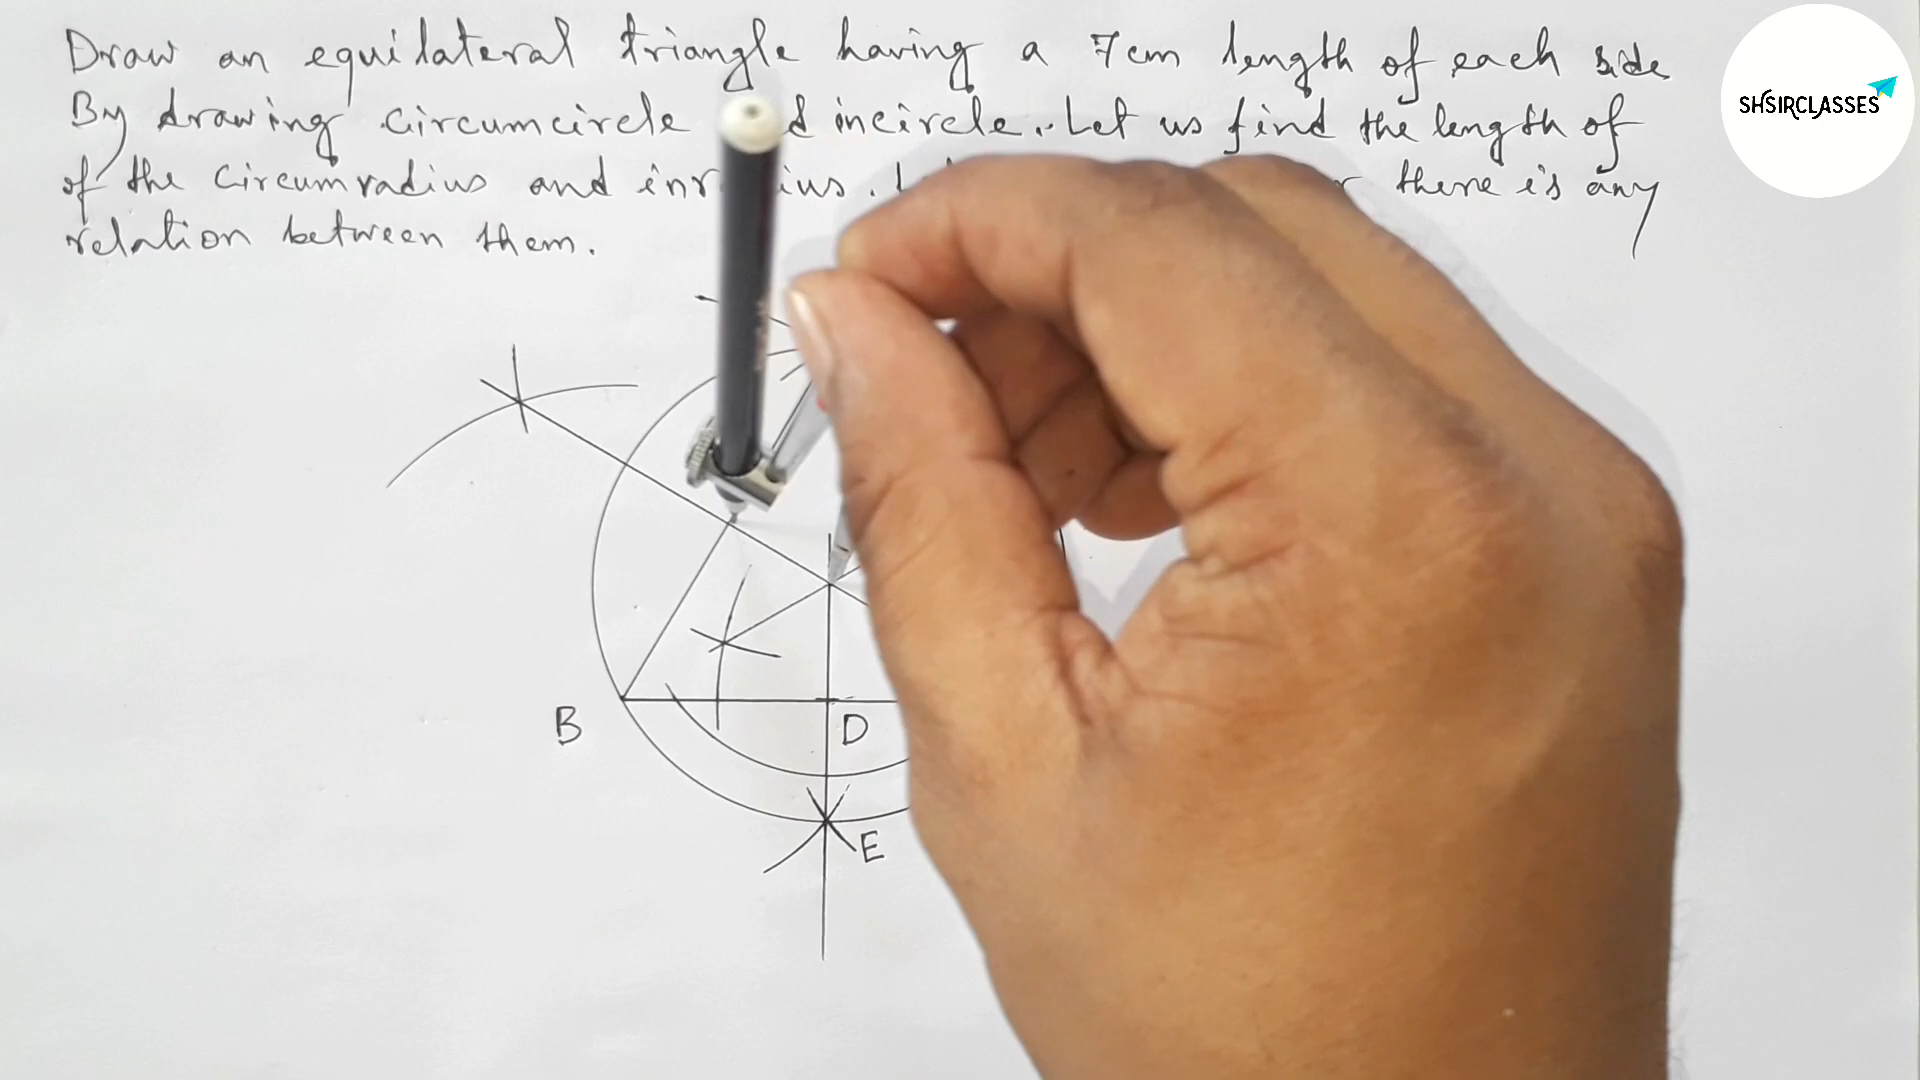 Draw an equilateral triangle having a 7cm length of each side
By drawing circumcircle incircle. Let us find the length of
of the circumradius and there is any
relation between them.
SHSIRCLASSES
B
D
E